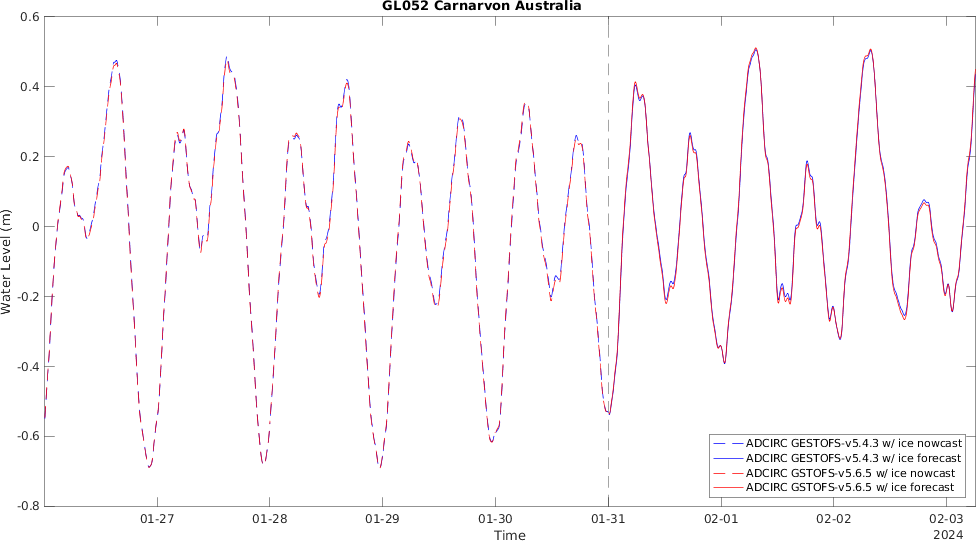 GL052 Carnarvon Australia
0.6
0.4
0.2
0
-0.2
-0.4
-0.6
-0.8
Water Level (m)
ADCIRC GESTOFS-v5.4.3 w/ ice nowcast
ADCIRC GESTOFS-v5.4.3 w/ ice forecast
ADCIRC GSTOFS-v5.6.5 w/ ice nowcast
ADCIRC GSTOFS-v5.6.5 w/ ice forecast
01-27 01-28 01-29 01-30 01-31 02-01 02-02 02-03
Time 2024